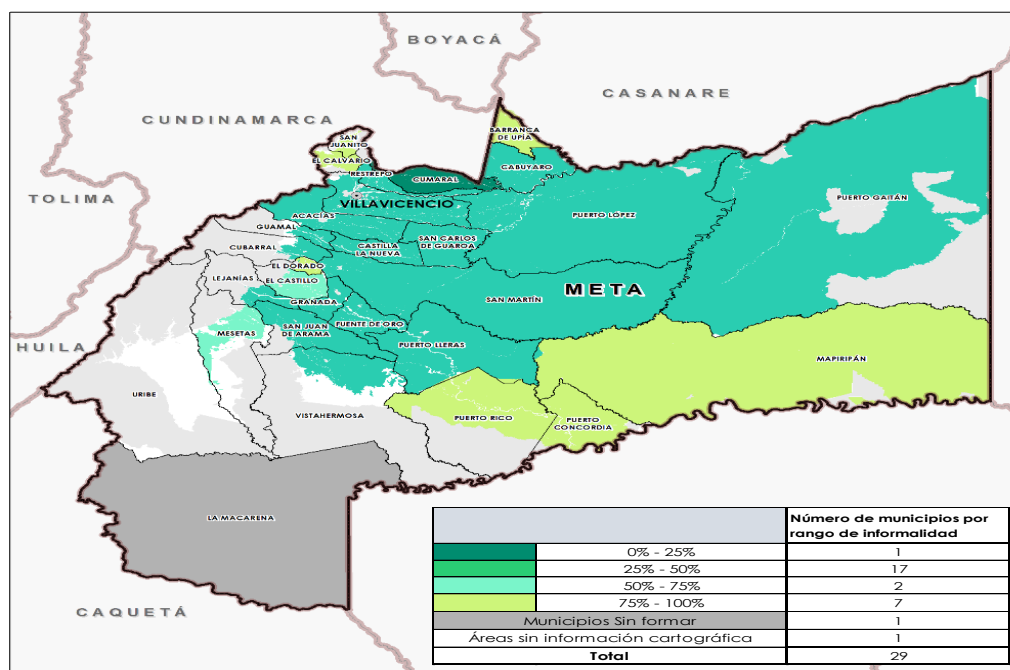 BOYACÁ
CASANARE
CUNDINAMARCA
TOLIMA
HUILA
CAQUETÁ
SAN
JUANITO
EL CALVARIO
BARRANCA
DE UPÍA
RESTREPO
CUMARAL
CABUYARO
VILLAVICENCIO
PUERTO GAITÁN
ACACÍAS
PUERTO LÓPEZ
GUAMAL
SAN CARLOS
DE GUAROA
CUBARRAL
CASTILLA
LA NUEVA
EL DORADO
LEJANÍAS
EL CASTILLO
META
GRANADA
SAN MARTÍN
MESETAS
SAN JUAN
DE ARAMA
FUENTE DE ORO
PUERTO LLERAS
MAPIRIPÁN
URIBE
VISTAHERMOSA
PUERTO RICO
PUERTO
CONCORDIA
LA MACARENA
Número de municipios por
rango de informalidad
0% - 25% 1
25% - 50% 17
50% - 75% 2
75% - 100% 7
Municipios Sin formar 1
Áreas sin información cartográfica 1
Total 29